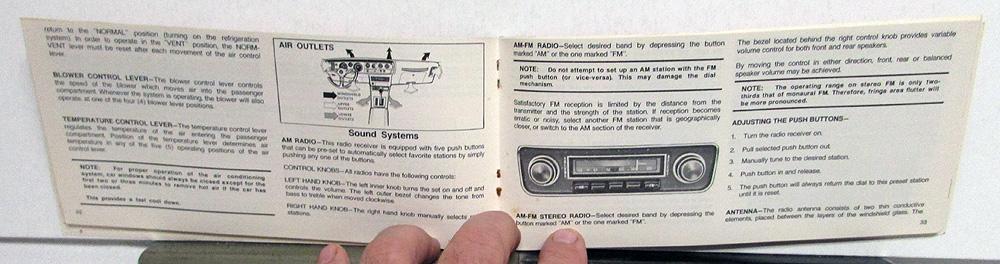 return to the "NORMAL" position (turning on the refrigeration
system) in order to operate in the "VENT" position, the NORM-
VENT lever must be reset after each movement of the air control
lever.
BLOWER CONTROL LEVER—The blower control lever controls
the speed of the blower which moves air into the passenger
compartment. Whenever the system is operating, the blower will also
operate at one of the four (4) blower lever positions.
TEMPERATURE CONTROL LEVER—The temperature control lever
regulates the temperature of the air entering the passenger
compartment. Position of the temperature lever determines air
temperature in any of the five (5) operating positions of the air
control lever.
NOTE: For proper operation of the air conditioning
system, car windows should always be closed except for the
first two or three minutes to remove hot air if the car has
been closed.
This provides a fast cool down.
AIR OUTLETS
UPPER
OUTLETS
LOWER
OUTLETS
Sound Systems
AM RADIO—This radio receiver is equipped with five push buttons
that can be pre-set to automatically select favorite stations by simply
pushing any one of the buttons.
CONTROL KNOBS—All radios have the following controls:
LEFT HAND KNOB—The left inner knob turns the set on and off and
controls the volume. The left outer bezel changes the tone from
bass to treble when moved clockwise.
RIGHT HAND KNOB—The right hand knob manually selects
stations.
AM-FM RADIO—Select desired band by depressing the button
marked "AM" or the one marked "FM".
NOTE: Do not attempt to set up an AM station with the FM
push button (or vice-versa). This may damage the dial
mechanism.
Satisfactory FM reception is limited by the distance from the
transmitter and the strength of the station. If reception becomes
erratic or noisy, select another FM station that is geographically
closer, or switch to the AM section of the receiver.
AM-FM STEREO RADIO—Select desired band by depressing the
button marked "AM" or the one marked "FM".
The bezel located behind the right control knob provides variable
volume control for both front and rear speakers.
By moving the control in either direction, front, rear or balanced
speaker volume may be achieved.
NOTE: The operating range on stereo FM is only two-
thirds that of monaural FM. Therefore, fringe area flutter will
be more pronounced.
ADJUSTING THE PUSH BUTTONS—
1. Turn the radio receiver on.
2. Pull selected push button out.
3. Manually tune to the desired station.
4. Push button in and release.
5. The push button will always return the dial to this preset station
until it is reset.
ANTENNA—The radio antenna consists of two thin conductive
elements, placed between the layers of the windshield glass. The
33